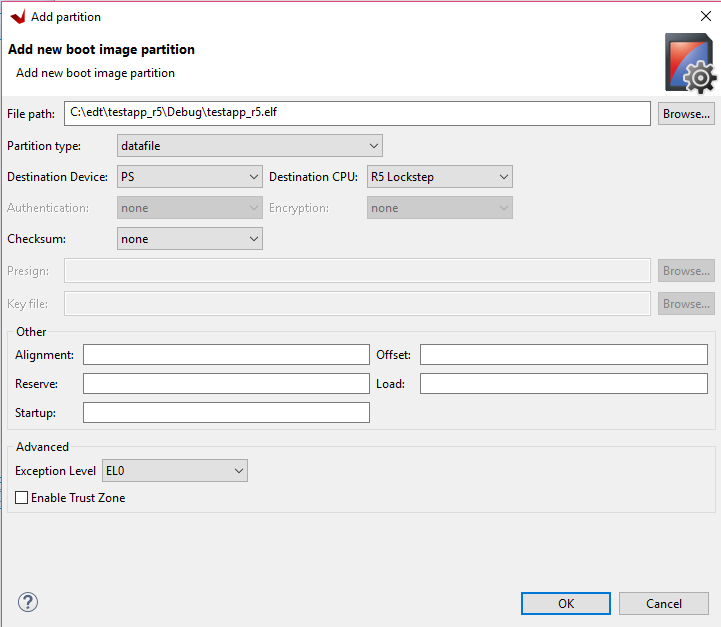 Add partition
Add new boot image partition
Add new boot image partition
File path: C:\edt\testapp_r5\Debug\testapp_r5.elf Browse...
Partition type: datafile
Destination Device: PS Destination CPU: R5 Lockstep
Authentication: none Encryption: none
Checksum: none
Presign: Browse...
Key file: Browse...
Other
Alignment: Offset:
Reserve: Load:
Startup:
Advanced
Exception Level EL0
Enable Trust Zone
? OK Cancel